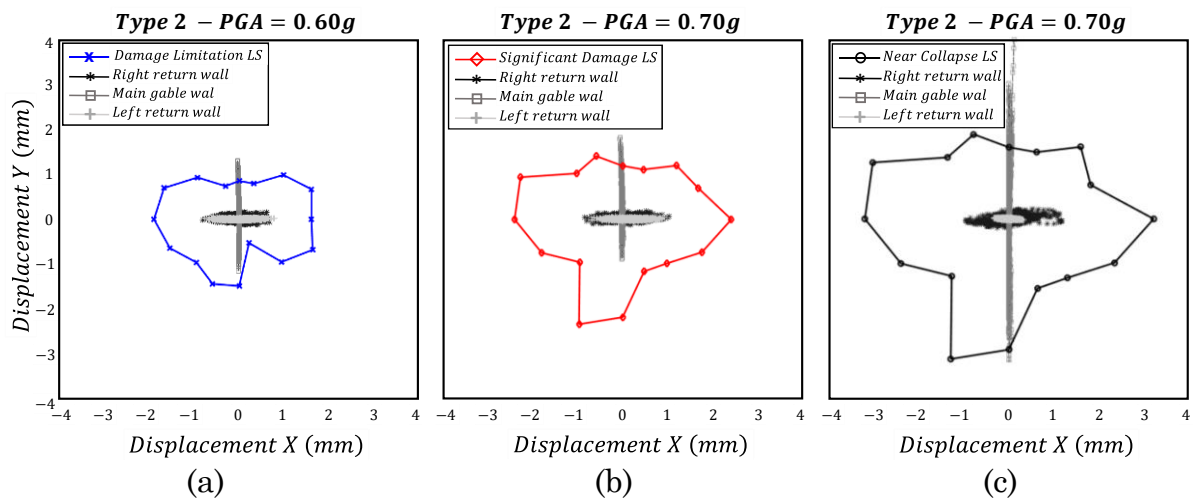 Type 2 − PGA = 0.60g
Type 2 − PGA = 0.70g
Type 2 − PGA = 0.70g
Displacement Y (mm)
4
3
2
1
0
−1
−2
−3
−4
Damage Limitation LS
Right return wall
Main gable wal
Left return wall
−4 −3 −2 −1 0 1 2 3 4
Displacement X (mm)
(a)
Significant Damage LS
Right return wall
Main gable wal
Left return wall
−4 −3 −2 −1 0 1 2 3 4
Displacement X (mm)
(b)
Near Collapse LS
Right return wall
Main gable wal
Left return wall
−4 −3 −2 −1 0 1 2 3 4
Displacement X (mm)
(c)